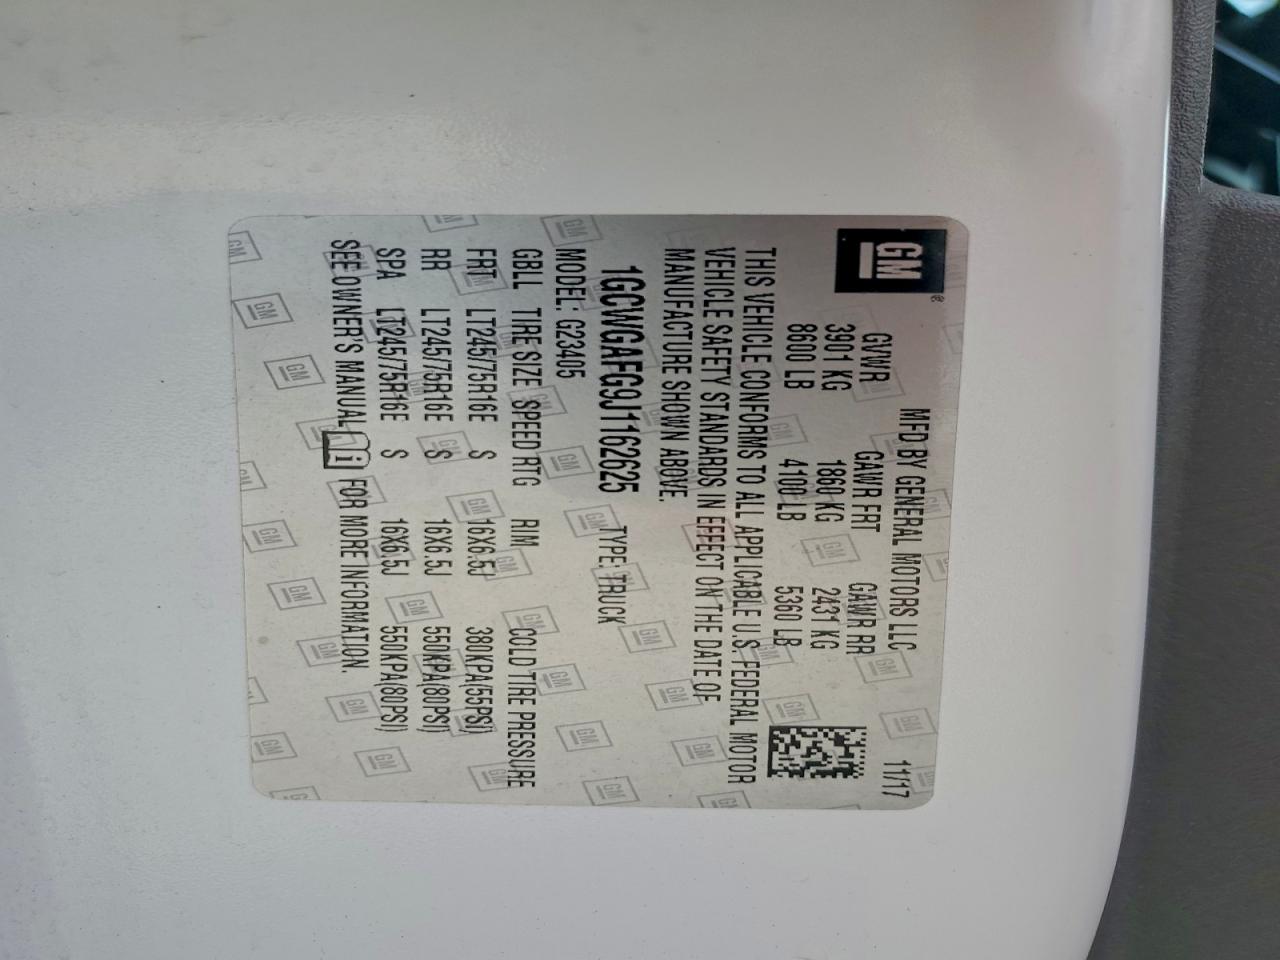 GM
MFD BY GENERAL MOTORS LLC 11/17
GVWR GAWR FRT GAWR RR
3901 KG 1860 KG 2431 KG
8600 LB 4100 LB 5360 LB
THIS VEHICLE CONFORMS TO ALL APPLICABLE U.S. FEDERAL MOTOR
VEHICLE SAFETY STANDARDS IN EFFECT ON THE DATE OF
MANUFACTURE SHOWN ABOVE.
1GCWGAFG9J1162625 TYPE: TRUCK
MODEL: G23405
GBLL TIRE SIZE SPEED RTG RIM COLD TIRE PRESSURE
FRT LT245/75R16E S 16X6.5J 380KPA(55PSI)
RR LT245/75R16E S 16X6.5J 550KPA(80PSI)
SPA LT245/75R16E S 16X6.5J 550KPA(80PSI)
SEE OWNER'S MANUAL i FOR MORE INFORMATION.